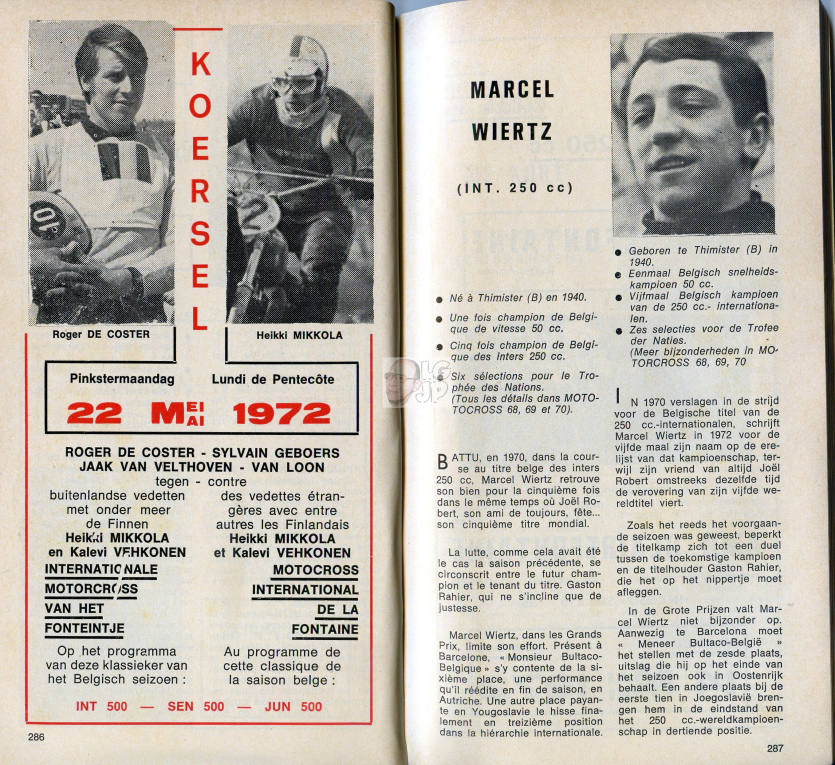 KOERSEL
Roger DE COSTER
Heikki MIKKOLA
Pinkstermaandag Lundi de Pentecôte
22 MEI MAI 1972
ROGER DE COSTER - SYLVAIN GEBOERS
JAAK VAN VELTHOVEN - VAN LOON
tegen - contre
buitenlandse vedetten
met onder meer
de Finnen
Heikki MIKKOLA
en Kalevi VEHKONEN
des vedettes étran-
gères avec entre
autres les Finlandais
Heikki MIKKOLA
et Kalevi VEHKONEN
INTERNATIONALE
MOTORCROSS
VAN HET
FONTEINTJE
MOTOCROSS
INTERNATIONAL
DE LA
FONTAINE
Op het programma
van deze klassieker van
het Belgisch seizoen :
Au programme de
cette classique de
la saison belge :
INT 500 — SEN 500 — JUN 500
286
MARCEL
WIERTZ
(INT. 250 cc)
● Né à Thimister (B) en 1940.
● Une fois champion de Belgi-
que de vitesse 50 cc.
● Cinq fois champion de Bel-
gique des inters 250 cc.
● Six sélections pour le Tro-
phée des Nations.
(Tous les détails dans MOTO-
TOCROSS 68, 69 et 70).
BATTU, en 1970, dans la cour-
se au titre belge des inters
250 cc, Marcel Wiertz retrouve
son bien pour la cinquième fois
dans le même temps où Joël Ro-
bert, son ami de toujours, fête...
son cinquième titre mondial.
La lutte, comme cela avait été
le cas la saison précédente, se
circonscrit entre le futur cham-
pion et le tenant du titre. Gaston
Rahier, qui ne s'incline que de
justesse.
Marcel Wiertz, dans les Grands
Prix, limite son effort. Présent à
Barcelone, « Monsieur Bultaco-
Belgique » s'y contente de la si-
xième place, une performance
qu'il réédite en fin de saison, en
Autriche. Une autre place payan-
te en Yougoslavie le hisse fina-
lement en treizième position
dans la hiérarchie internationale.
● Geboren te Thimister (B) in
1940.
● Eenmaal Belgisch snelheids-
kampioen 50 cc.
● Vijfmaal Belgisch kampioen
van de 250 cc.- internationa-
len.
● Zes selecties voor de Trofee
der Naties.
(Meer bijzonderheden in MO-
TORCROSS 68, 69, 70
IN 1970 verslagen in de strijd
voor de Belgische titel van de
250 cc.-internationalen, schrijft
Marcel Wiertz in 1972 voor de
vijfde maal zijn naam op de ere-
lijst van dat kampioenschap, ter-
wijl zijn vriend van altijd Joël
Robert omstreeks dezelfde tijd
de verovering van zijn vijfde we-
reldtitel viert.
Zoals het reeds het voorgaan-
de seizoen was geweest, beperkt
de titelkamp zich tot een duel
tussen de toekomstige kampioen
en de titelhouder Gaston Rahier,
die het op het nippertje moet
afleggen.
In de Grote Prijzen valt Mar-
cel Wiertz niet bijzonder op.
Aanwezig te Barcelona moet
« Meneer Bultaco-België »
het stellen met de zesde plaats,
uitslag die hij op het einde van
het seizoen ook in Oostenrijk
behaalt. Een andere plaats bij de
eerste tien in Joegoslavië bren-
gen hem in de eindstand van
het 250 cc.-wereldkampioen-
schap in dertiende positie.
287